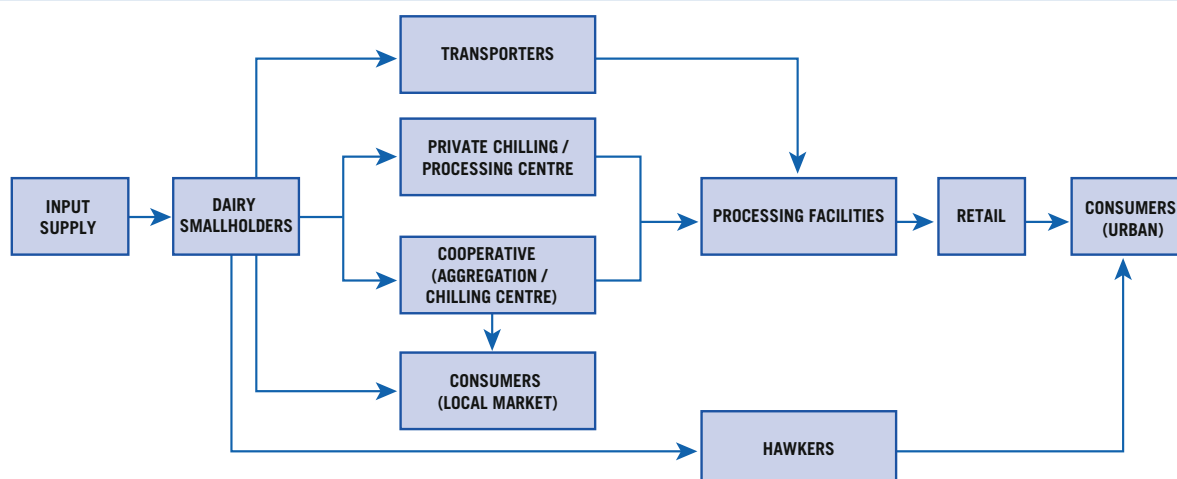 TRANSPORTERS
PRIVATE CHILLING /
PROCESSING CENTRE
INPUT
SUPPLY
DAIRY
SMALLHOLDERS
PROCESSING FACILITIES
RETAIL
CONSUMERS
(URBAN)
COOPERATIVE
(AGGREGATION /
CHILLING CENTRE)
CONSUMERS
(LOCAL MARKET)
HAWKERS